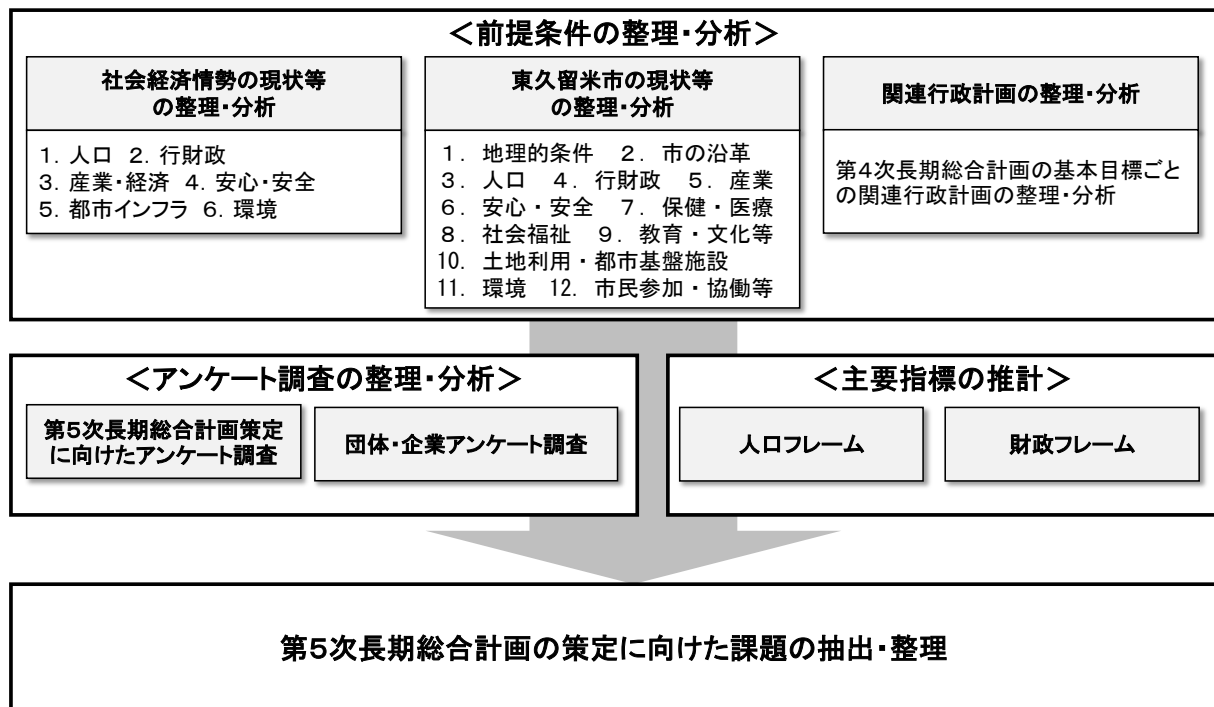 ＜前提条件の整理・分析＞
社会経済情勢の現状等
の整理・分析
1. 人口 2. 行財政
3. 産業・経済 4. 安心・安全
5. 都市インフラ 6. 環境
東久留米市の現状等
の整理・分析
１． 地理的条件 ２． 市の沿革
３． 人口 ４． 行財政 ５． 産業
６． 安心・安全 ７． 保健・医療
８． 社会福祉 ９． 教育・文化等
10． 土地利用・都市基盤施設
11． 環境 12． 市民参加・協働等
関連行政計画の整理・分析
第４次長期総合計画の基本目標ごと
の関連行政計画の整理・分析
＜アンケート調査の整理・分析＞
第５次長期総合計画策定
に向けたアンケート調査
団体・企業アンケート調査
＜主要指標の推計＞
人口フレーム
財政フレーム
第５次長期総合計画の策定に向けた課題の抽出・整理